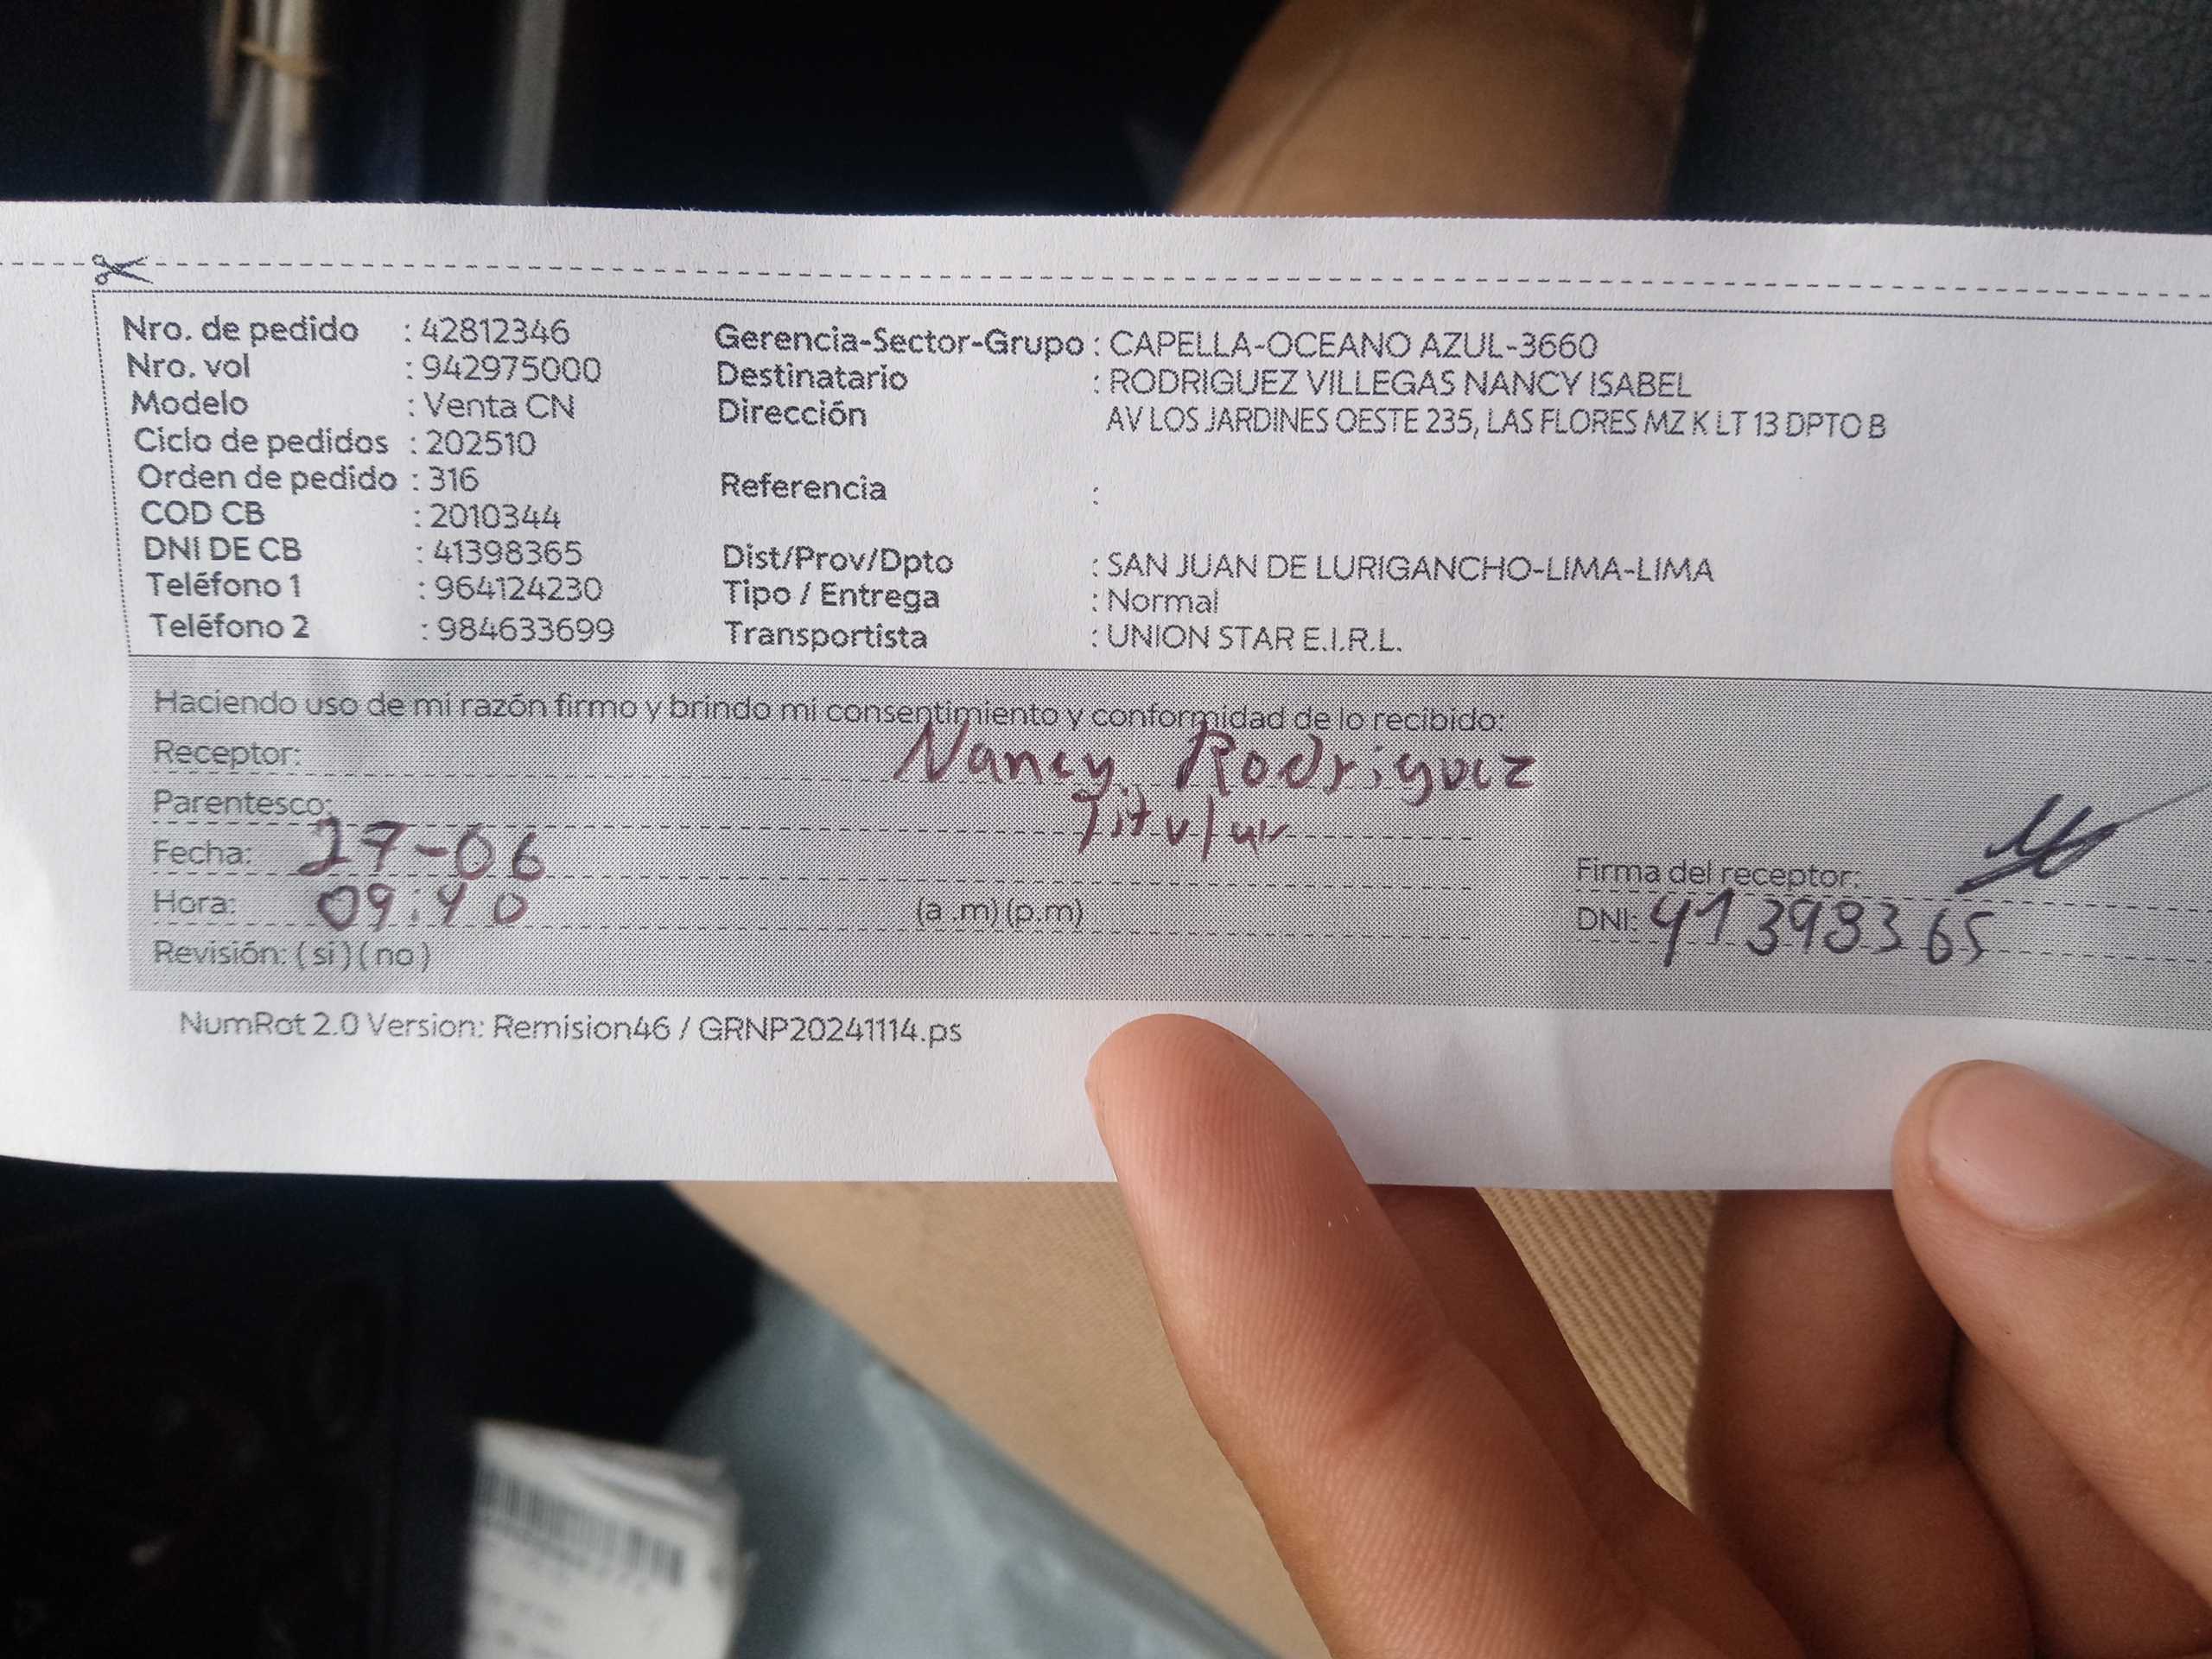 Nro. de pedido : 42812346
Nro. vol : 942975000
Modelo : Venta CN
Ciclo de pedidos : 202510
Orden de pedido : 316
COD CB : 2010344
DNI DE CB : 41398365
Teléfono 1 : 964124230
Teléfono 2 : 984633699
Gerencia-Sector-Grupo : CAPELLA-OCEANO AZUL-3660
Destinatario : RODRIGUEZ VILLEGAS NANCY ISABEL
Dirección AV LOS JARDINES OESTE 235, LAS FLORES MZ K LT 13 DPTO B
Referencia :
Dist/Prov/Dpto : SAN JUAN DE LURIGANCHO-LIMA-LIMA
Tipo / Entrega : Normal
Transportista : UNION STAR E.I.R.L.
Haciendo uso de mi razón firmo y brindo mi consentimiento y conformidad de lo recibido:
Receptor: Nancy Rodriguez
Parentesco: Titular
Fecha: 27-06
Hora: 09:40 (a .m) (p.m)
Revisión: ( si ) ( no )
Firma del receptor:
DNI: 41398365
NumRot 2.0 Version: Remision46 / GRNP20241114.ps